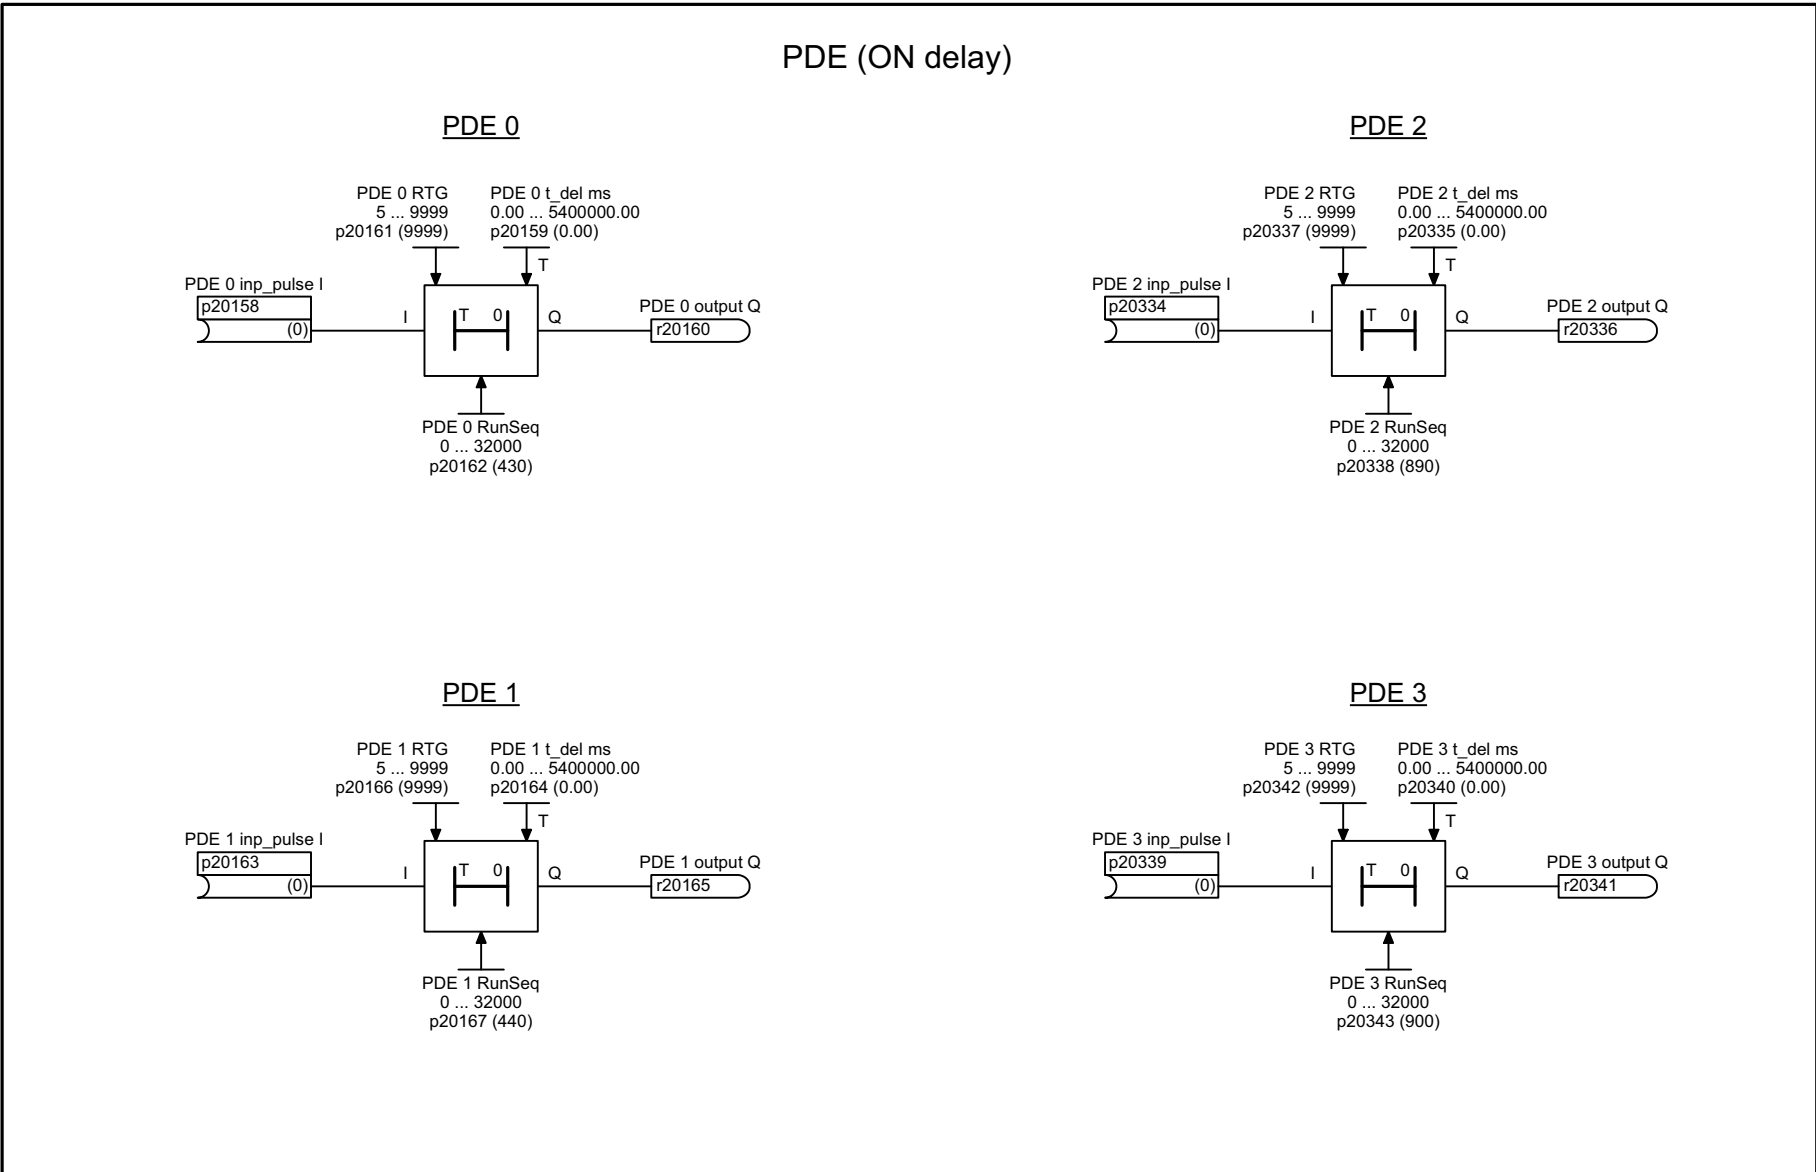 PDE (ON delay)
PDE 0
PDE 0 RTG
5 ... 9999
p20161 (9999)
PDE 0 t_del ms
0.00 ... 5400000.00
p20159 (0.00)
T
PDE 0 inp_pulse I
p20158
(0)
I
T 0
Q
PDE 0 output Q
r20160
PDE 0 RunSeq
0 ... 32000
p20162 (430)
PDE 2
PDE 2 RTG
5 ... 9999
p20337 (9999)
PDE 2 t_del ms
0.00 ... 5400000.00
p20335 (0.00)
T
PDE 2 inp_pulse I
p20334
(0)
I
T 0
Q
PDE 2 output Q
r20336
PDE 2 RunSeq
0 ... 32000
p20338 (890)
PDE 1
PDE 1 RTG
5 ... 9999
p20166 (9999)
PDE 1 t_del ms
0.00 ... 5400000.00
p20164 (0.00)
T
PDE 1 inp_pulse I
p20163
(0)
I
T 0
Q
PDE 1 output Q
r20165
PDE 1 RunSeq
0 ... 32000
p20167 (440)
PDE 3
PDE 3 RTG
5 ... 9999
p20342 (9999)
PDE 3 t_del ms
0.00 ... 5400000.00
p20340 (0.00)
T
PDE 3 inp_pulse I
p20339
(0)
I
T 0
Q
PDE 3 output Q
r20341
PDE 3 RunSeq
0 ... 32000
p20343 (900)